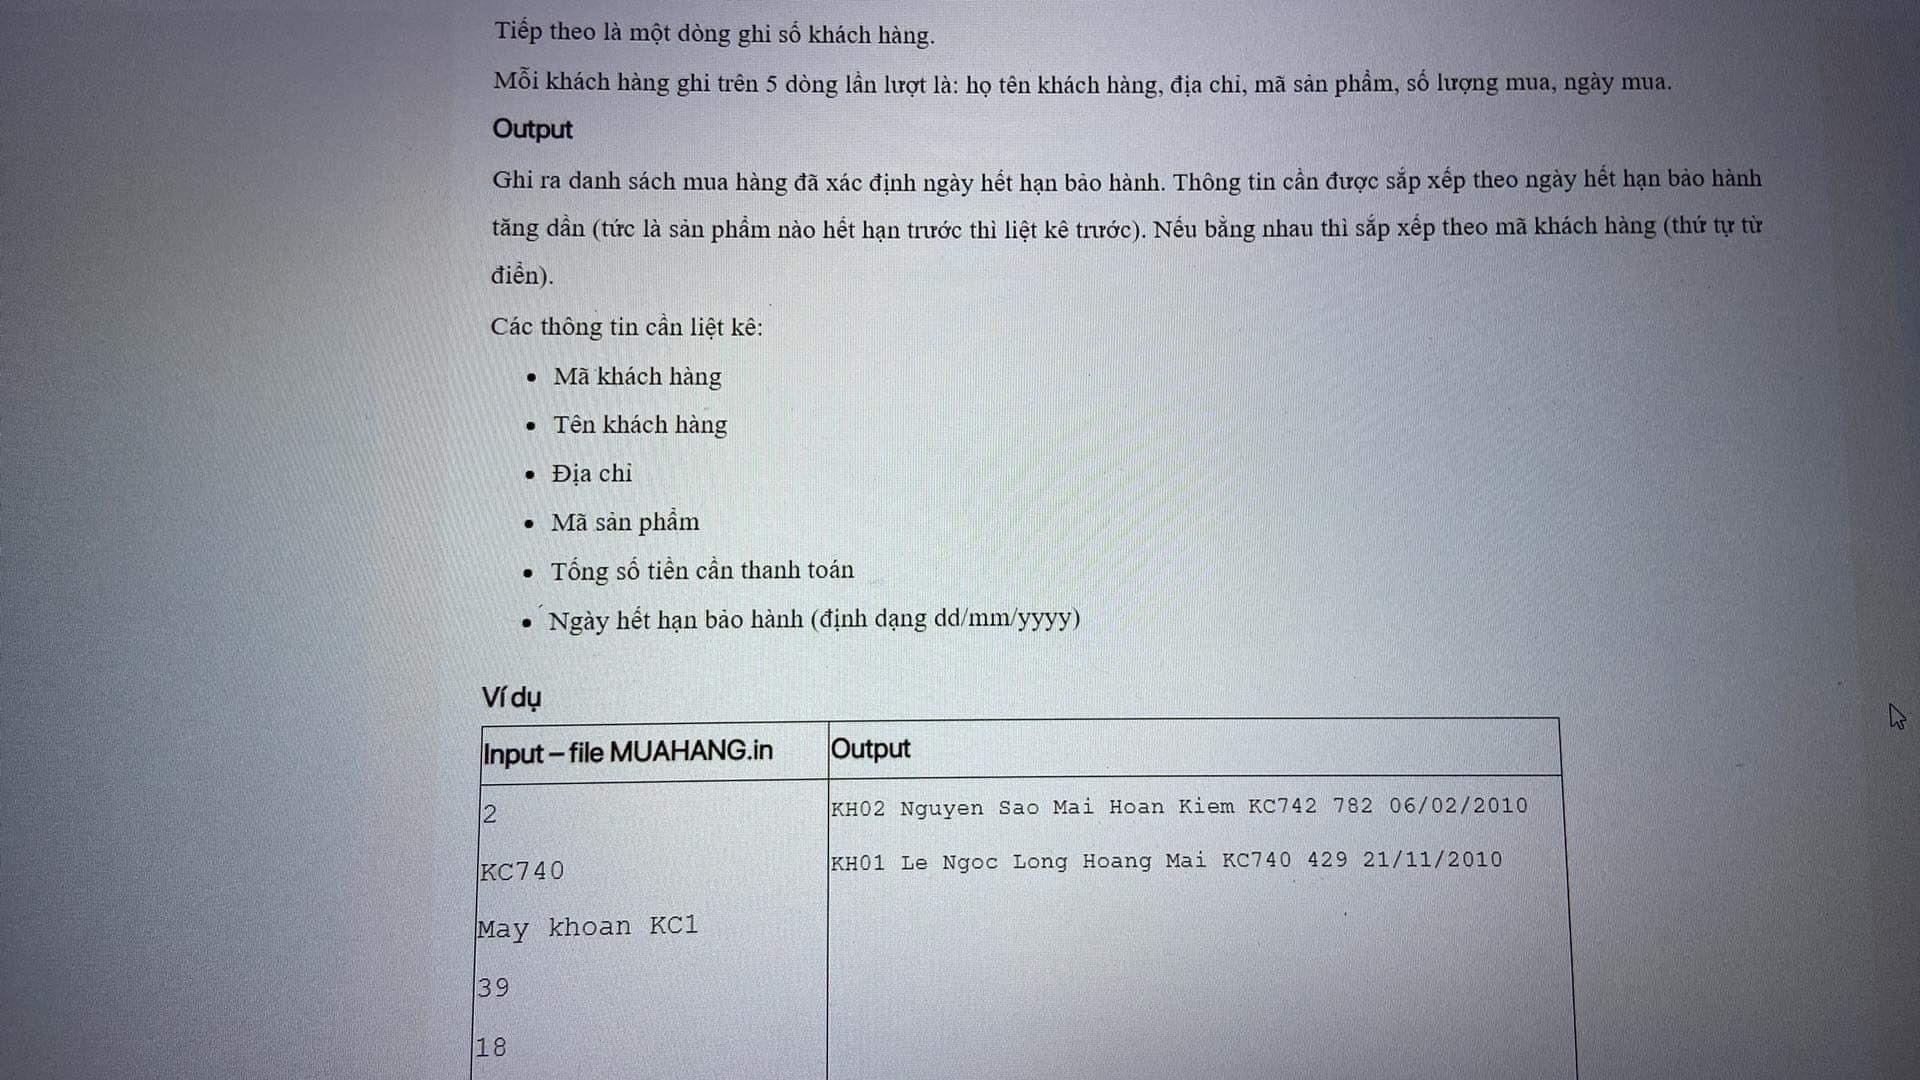 Tiếp theo là một dòng ghi số khách hàng.
Mỗi khách hàng ghi trên 5 dòng lần lượt là: họ tên khách hàng, địa chỉ, mã sản phẩm, số lượng mua, ngày mua.
Output
Ghi ra danh sách mua hàng đã xác định ngày hết hạn bảo hành. Thông tin cần được sắp xếp theo ngày hết hạn bảo hành
tăng dần (tức là sản phẩm nào hết hạn trước thì liệt kê trước). Nếu bằng nhau thì sắp xếp theo mã khách hàng (thứ tự từ
điển).
Các thông tin cần liệt kê:
• Mã khách hàng
• Tên khách hàng
• Địa chỉ
• Mã sản phẩm
• Tổng số tiền cần thanh toán
• Ngày hết hạn bảo hành (định dạng dd/mm/yyyy)
Ví dụ
Input – file MUAHANG.in
Output
2
KC740
May khoan KC1
39
18
KH02 Nguyen Sao Mai Hoan Kiem KC742 782 06/02/2010
KH01 Le Ngoc Long Hoang Mai KC740 429 21/11/2010